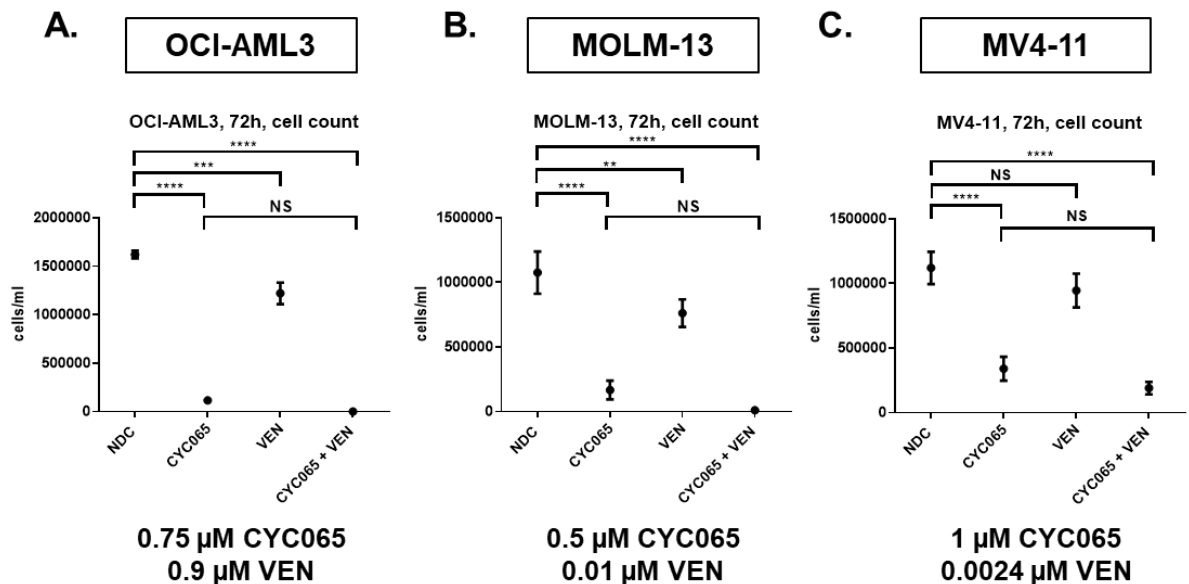 A.
OCI-AML3
OCI-AML3, 72h, cell count
****
***
****
NS
2000000
1500000
1000000
500000
0
cells/ml
NDC
CYC065
VEN
CYC065 + VEN
0.75 µM CYC065
0.9 µM VEN
B.
MOLM-13
MOLM-13, 72h, cell count
****
**
****
NS
1500000
1000000
500000
0
cells/ml
NDC
CYC065
VEN
CYC065 + VEN
0.5 µM CYC065
0.01 µM VEN
C.
MV4-11
MV4-11, 72h, cell count
****
NS
****
NS
1500000
1000000
500000
0
cells/ml
NDC
CYC065
VEN
CYC065 + VEN
1 µM CYC065
0.0024 µM VEN